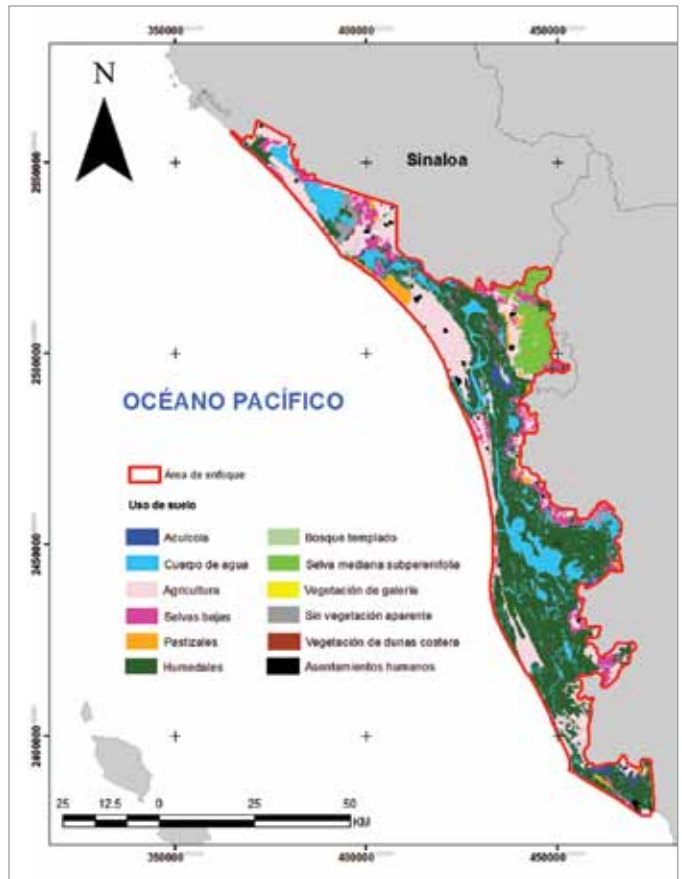 350000 400000 450000
N
Sinaloa
2550000
2500000
OCÉANO PACÍFICO
Área de enfoque
Uso de suelo
Acuícola Bosque templado
Cuerpo de agua Selva mediana subperenifolia
2450000
Agricultura Vegetación de galería
Selvas bajas Sin vegetación aparente
Pastizales Vegetación de dunas costera
Humedales Asentamientos humanos
2400000
25 12.5 0 25 50
KM
350000 400000 450000